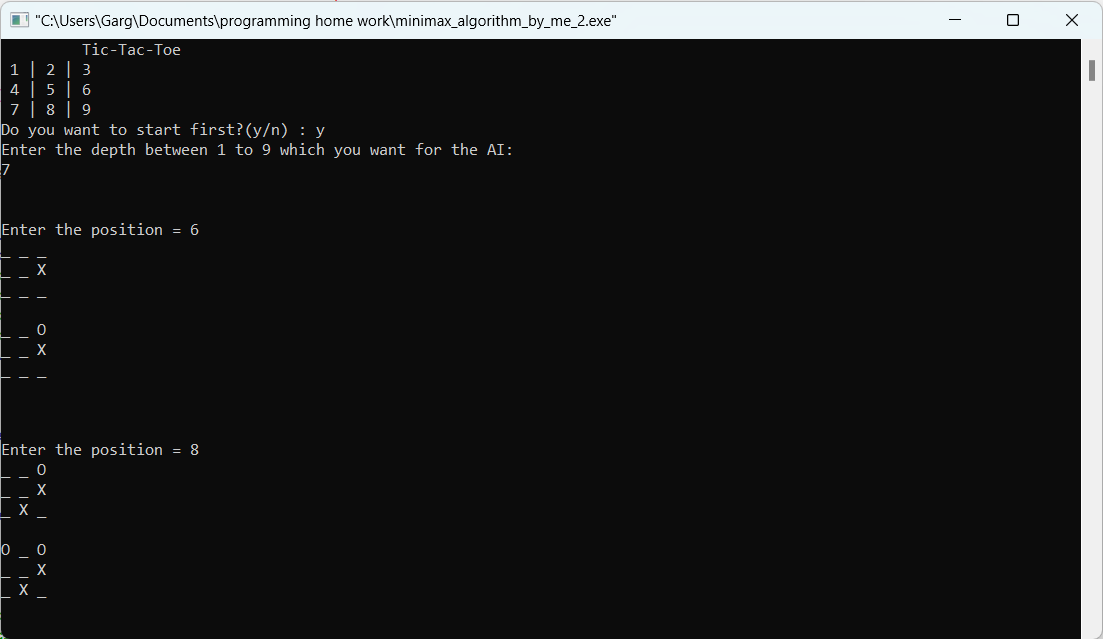 "C:\Users\Garg\Documents\programming home work\minimax_algorithm_by_me_2.exe"
Tic-Tac-Toe
1 | 2 | 3
4 | 5 | 6
7 | 8 | 9
Do you want to start first?(y/n) : y
Enter the depth between 1 to 9 which you want for the AI:
7
Enter the position = 6
_ _ _
_ _ X
_ _ _
_ _ O
_ _ X
_ _ _
Enter the position = 8
_ _ O
_ _ X
_ X _
O _ O
_ _ X
_ X _